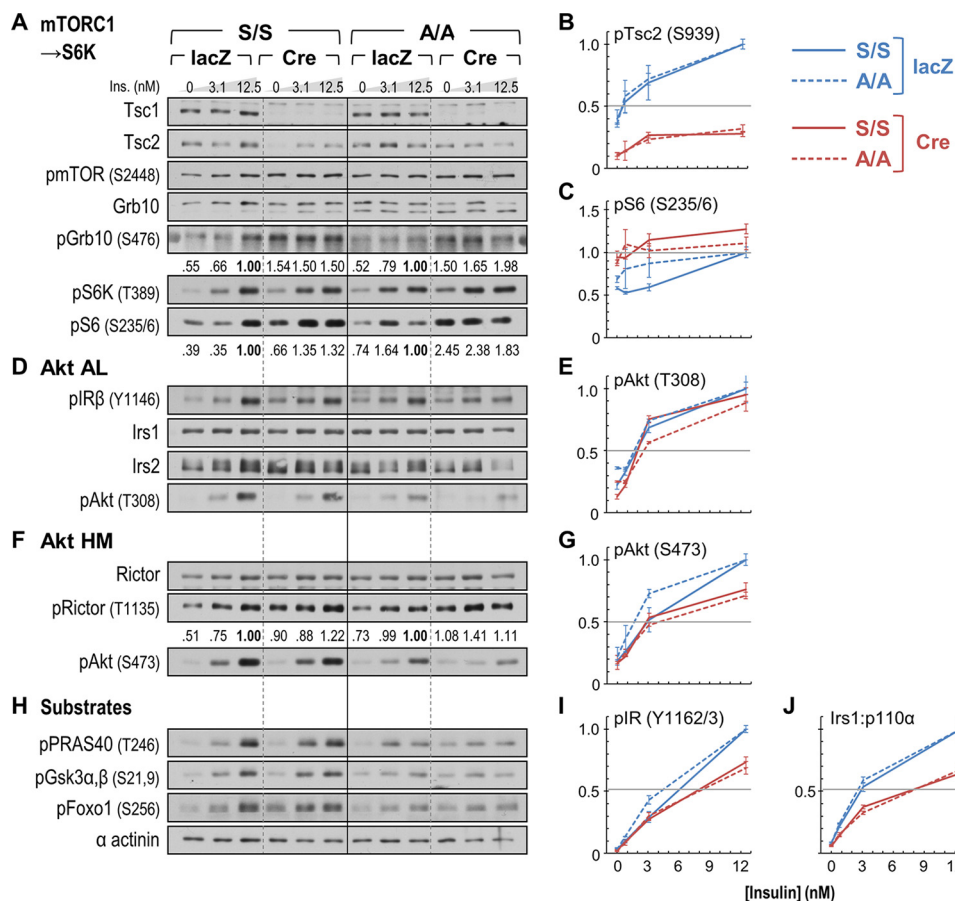 A mTORC1
→S6K
S/S A/A
lacZ Cre lacZ Cre
Ins. (nM) 0 3.1 12.5 0 3.1 12.5 0 3.1 12.5 0 3.1 12.5
Tsc1
Tsc2
pmTOR (S2448)
Grb10
pGrb10 (S476)
.55 .66 1.00 1.54 1.50 1.50 .52 .79 1.00 1.50 1.65 1.98
pS6K (T389)
pS6 (S235/6)
.39 .35 1.00 .66 1.35 1.32 .74 1.64 1.00 2.45 2.38 1.83
D Akt AL
pIRβ (Y1146)
Irs1
Irs2
pAkt (T308)
F Akt HM
Rictor
pRictor (T1135)
.51 .75 1.00 .90 .88 1.22 .73 .99 1.00 1.08 1.41 1.11
pAkt (S473)
H Substrates
pPRAS40 (T246)
pGsk3α,β (S21,9)
pFoxo1 (S256)
α actinin
B
pTsc2 (S939)
1.0
0.5
0
S/S
A/A
lacZ
S/S
A/A
Cre
C
pS6 (S235/6)
1.5
1.0
0.5
0
E
pAkt (T308)
1.0
0.5
0
G
pAkt (S473)
1.0
0.5
0
I
pIR (Y1162/3)
1.0
0.5
0
0 3 6 9 12
J
Irs1:p110α
1.0
0.5
0
0 3 6 9 12
[Insulin] (nM)